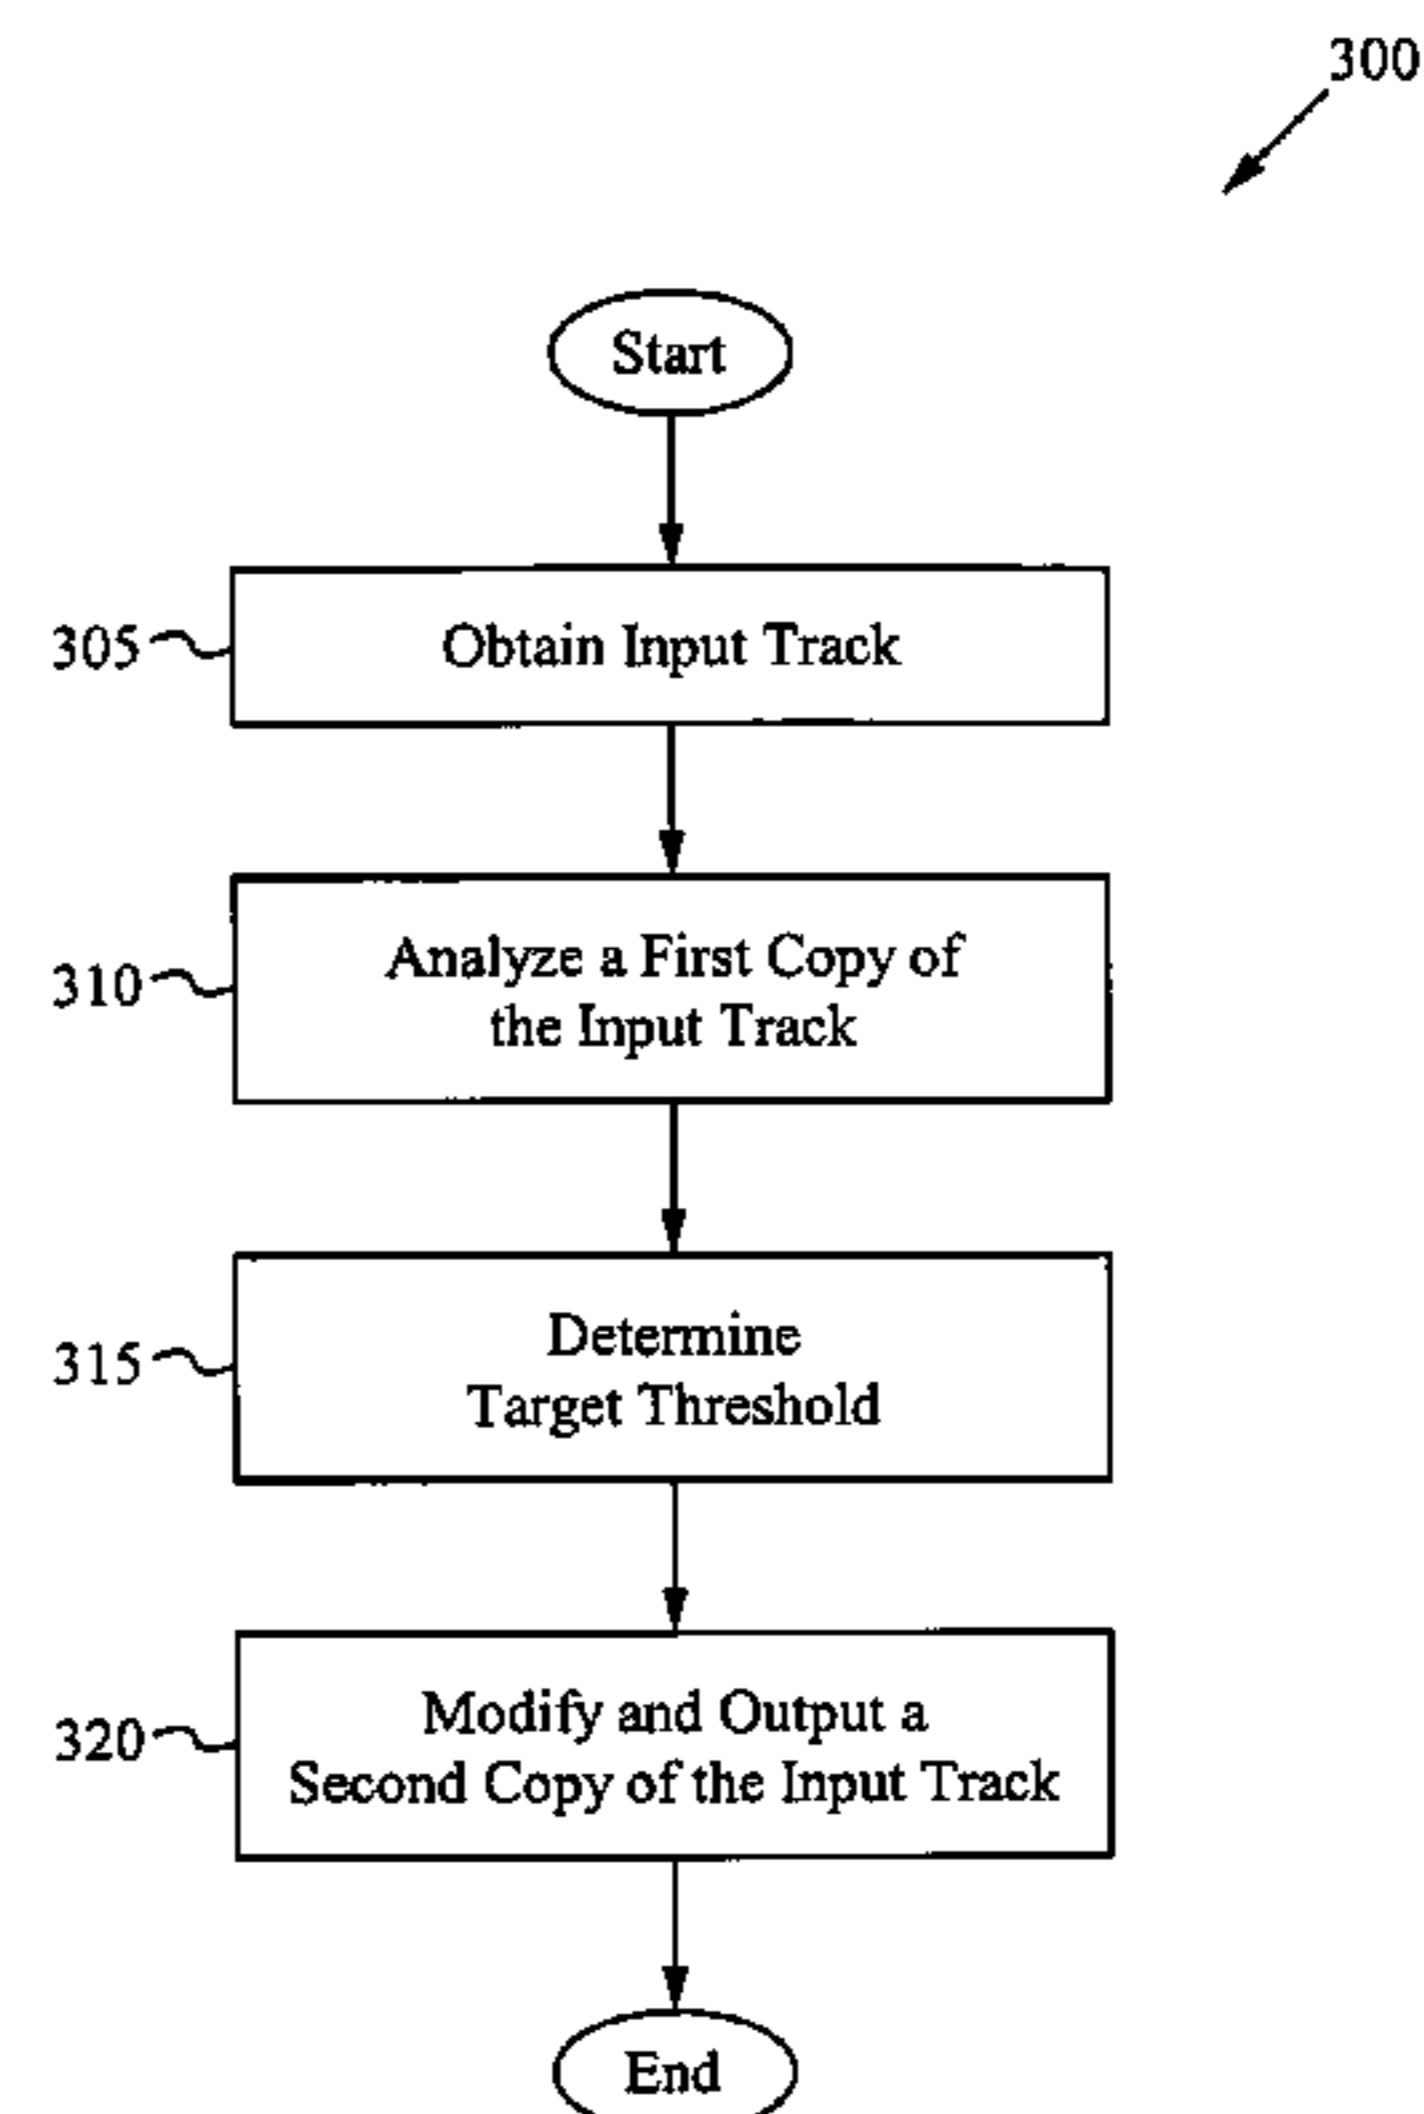 300
Start
305
Obtain Input Track
310
Analyze a First Copy of
the Input Track
315
Determine
Target Threshold
320
Modify and Output a
Second Copy of the Input Track
End